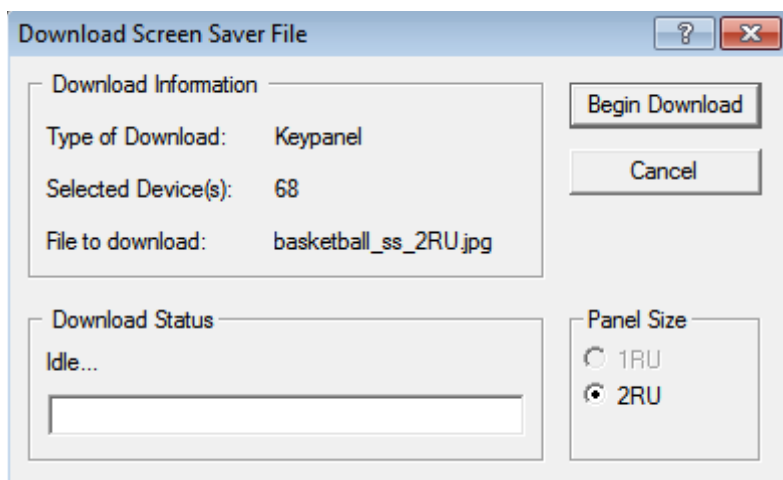 Download Screen Saver File
Download Information
Type of Download: Keypanel
Selected Device(s): 68
File to download: basketball_ss_2RU.jpg
Begin Download
Cancel
Download Status
Idle...
Panel Size
1RU
2RU